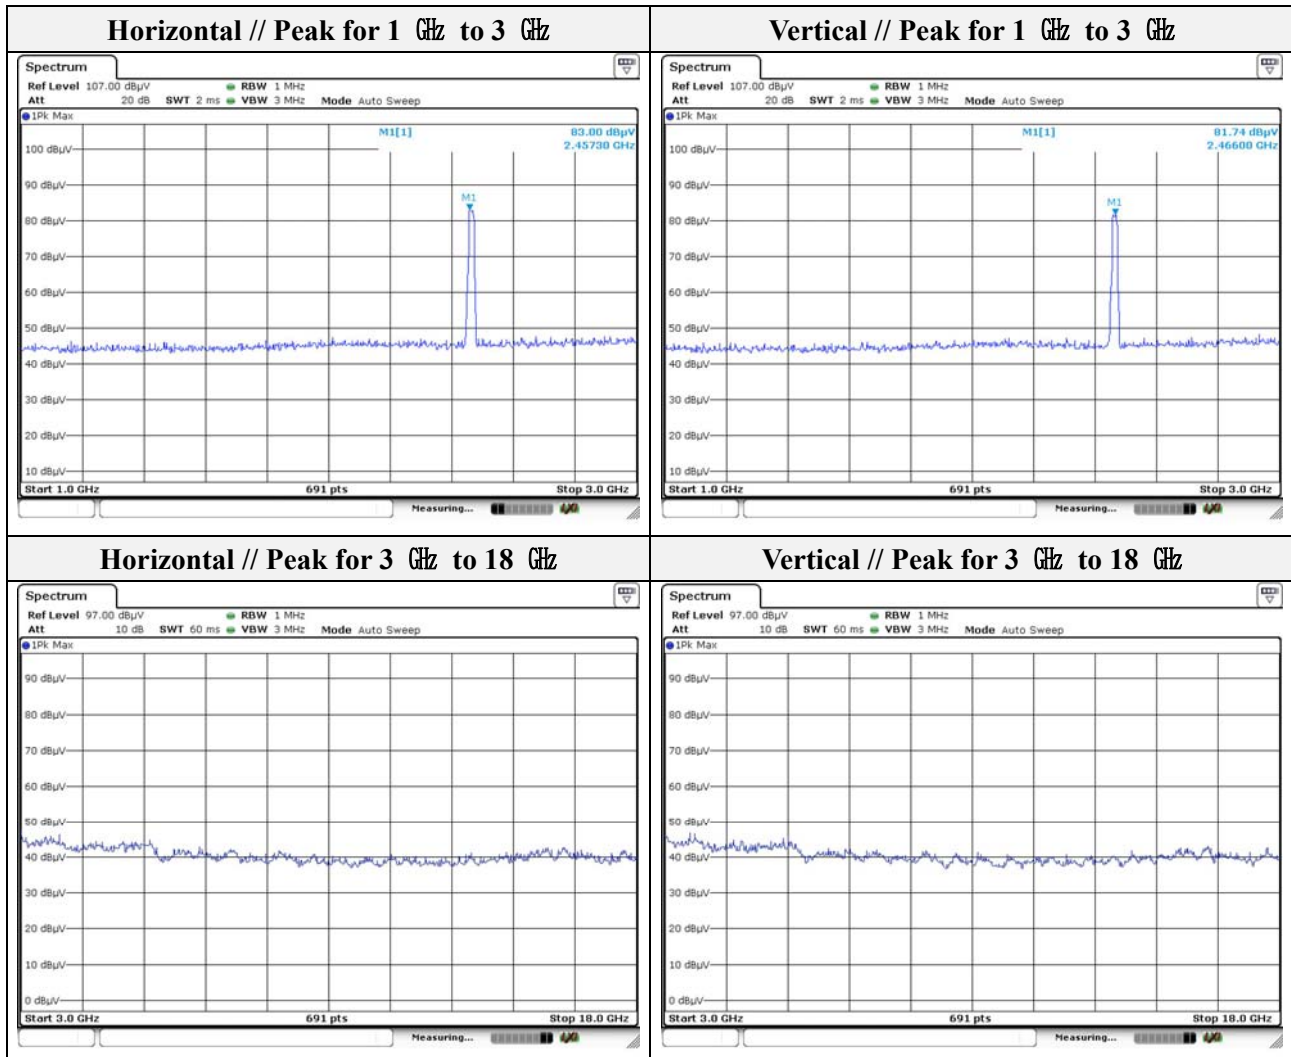 Horizontal // Peak for 1 ㎓ to 3 ㎓
Spectrum
Ref Level 107.00 dBµV RBW 1 MHz
Att 20 dB SWT 2 ms VBW 3 MHz Mode Auto Sweep
1Pk Max
M1[1] 83.00 dBµV
2.45730 GHz
100 dBµV
90 dBµV
M1
80 dBµV
70 dBµV
60 dBµV
50 dBµV
40 dBµV
30 dBµV
20 dBµV
10 dBµV
Start 1.0 GHz 691 pts Stop 3.0 GHz
Measuring...
Vertical // Peak for 1 ㎓ to 3 ㎓
Spectrum
Ref Level 107.00 dBµV RBW 1 MHz
Att 20 dB SWT 2 ms VBW 3 MHz Mode Auto Sweep
1Pk Max
M1[1] 81.74 dBµV
2.46600 GHz
100 dBµV
90 dBµV
M1
80 dBµV
70 dBµV
60 dBµV
50 dBµV
40 dBµV
30 dBµV
20 dBµV
10 dBµV
Start 1.0 GHz 691 pts Stop 3.0 GHz
Measuring...
Horizontal // Peak for 3 ㎓ to 18 ㎓
Spectrum
Ref Level 97.00 dBµV RBW 1 MHz
Att 10 dB SWT 60 ms VBW 3 MHz Mode Auto Sweep
1Pk Max
90 dBµV
80 dBµV
70 dBµV
60 dBµV
50 dBµV
40 dBµV
30 dBµV
20 dBµV
10 dBµV
0 dBµV
Start 3.0 GHz 691 pts Stop 18.0 GHz
Measuring...
Vertical // Peak for 3 ㎓ to 18 ㎓
Spectrum
Ref Level 97.00 dBµV RBW 1 MHz
Att 10 dB SWT 60 ms VBW 3 MHz Mode Auto Sweep
1Pk Max
90 dBµV
80 dBµV
70 dBµV
60 dBµV
50 dBµV
40 dBµV
30 dBµV
20 dBµV
10 dBµV
0 dBµV
Start 3.0 GHz 691 pts Stop 18.0 GHz
Measuring...